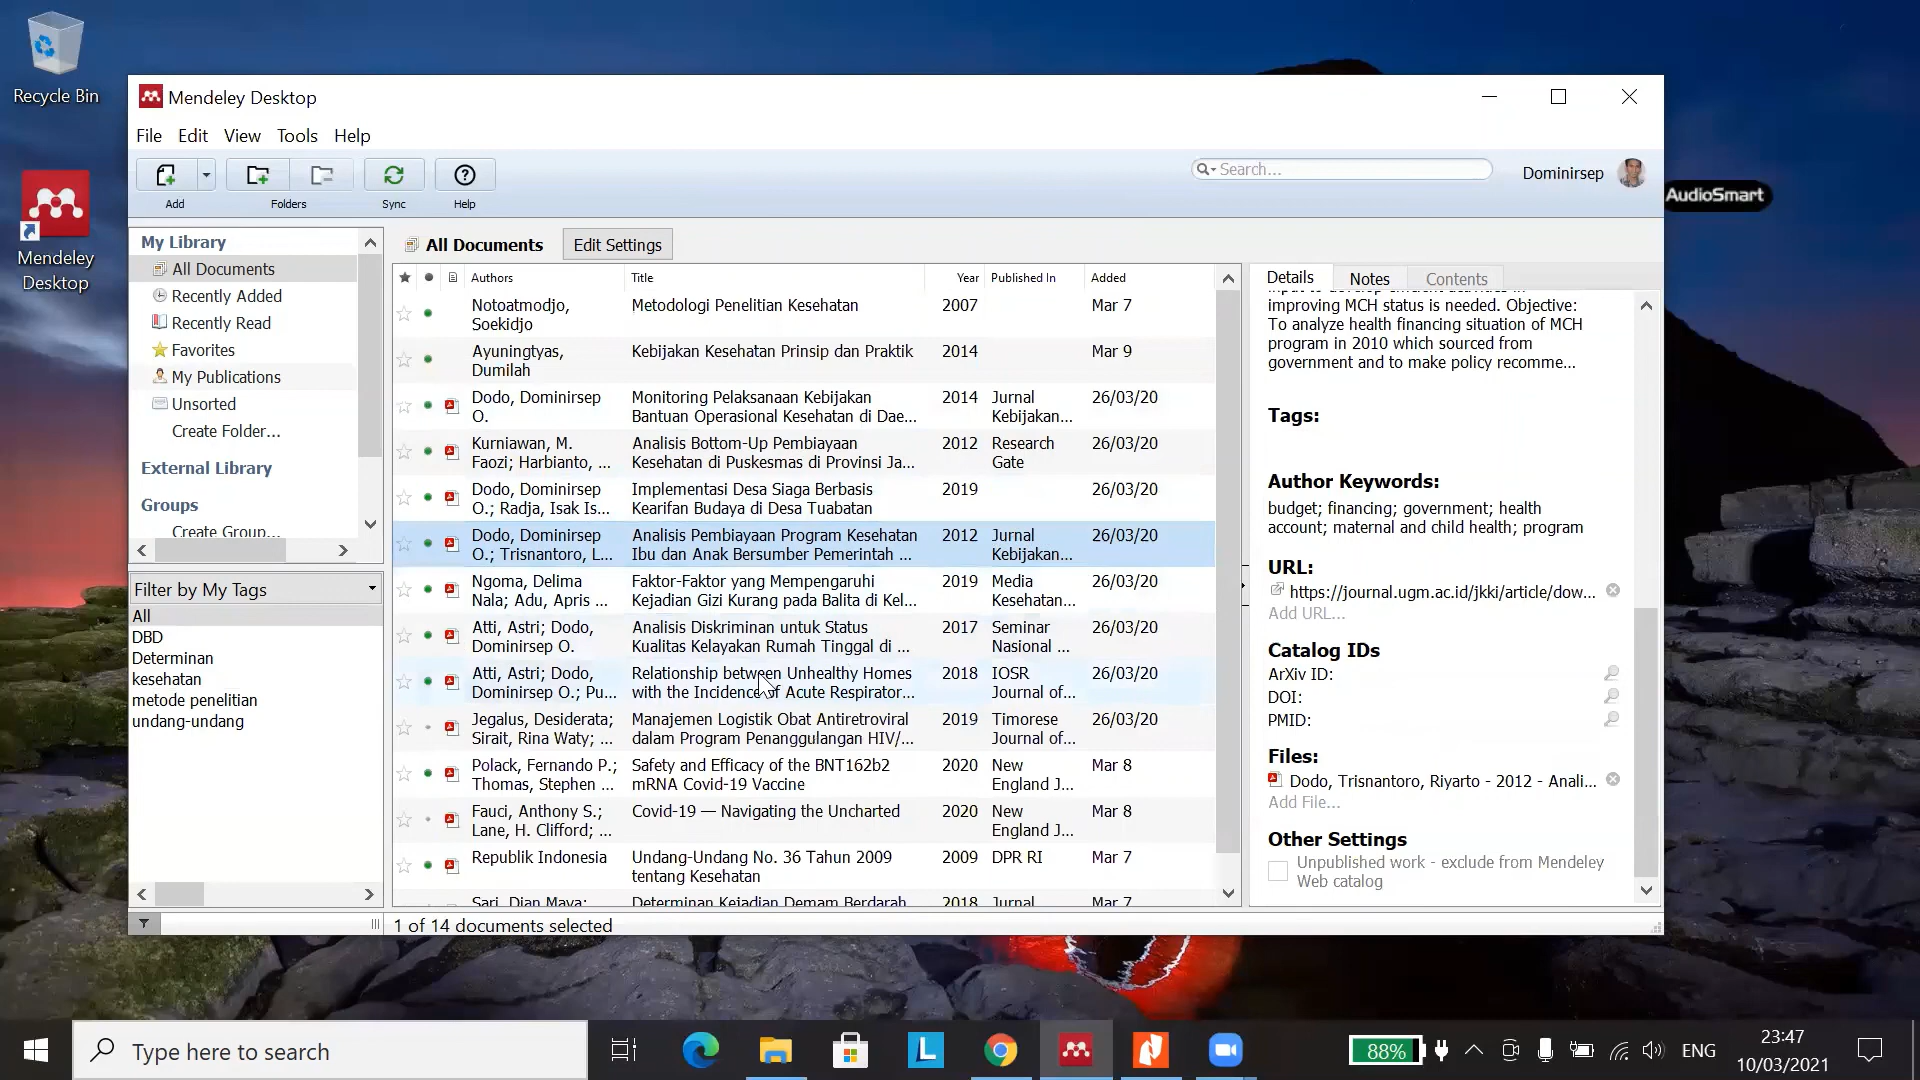 Recycle Bin
Mendeley
Desktop
Mendeley Desktop
File Edit View Tools Help
Add
Folders
Sync
Help
Search...
Dominirsep
AudioSmart
My Library
All Documents
Recently Added
Recently Read
Favorites
My Publications
Unsorted
Create Folder...
External Library
Groups
Create Group...
Filter by My Tags
All
DBD
Determinan
kesehatan
metode penelitian
undang-undang
All Documents Edit Settings
Authors Title Year Published In Added
Notoatmodjo, Metodologi Penelitian Kesehatan 2007 Mar 7
Soekidjo
Ayuningtyas, Kebijakan Kesehatan Prinsip dan Praktik 2014 Mar 9
Dumilah
Dodo, Dominirsep Monitoring Pelaksanaan Kebijakan 2014 Jurnal 26/03/20
O. Bantuan Operasional Kesehatan di Dae... Kebijakan...
Kurniawan, M. Analisis Bottom-Up Pembiayaan 2012 Research 26/03/20
Faozi; Harbianto, ... Kesehatan di Puskesmas di Provinsi Ja... Gate
Dodo, Dominirsep Implementasi Desa Siaga Berbasis 2019 26/03/20
O.; Radja, Isak Is... Kearifan Budaya di Desa Tuabatan
Dodo, Dominirsep Analisis Pembiayaan Program Kesehatan 2012 Jurnal 26/03/20
O.; Trisnantoro, L... Ibu dan Anak Bersumber Pemerintah ... Kebijakan...
Ngoma, Delima Faktor-Faktor yang Mempengaruhi 2019 Media 26/03/20
Nala; Adu, Apris ... Kejadian Gizi Kurang pada Balita di Kel... Kesehatan...
Atti, Astri; Dodo, Analisis Diskriminan untuk Status 2017 Seminar 26/03/20
Dominirsep O. Kualitas Kelayakan Rumah Tinggal di ... Nasional ...
Atti, Astri; Dodo, Relationship between Unhealthy Homes 2018 IOSR 26/03/20
Dominirsep O.; Pu... with the Incidence of Acute Respirator... Journal of...
Jegalus, Desiderata; Manajemen Logistik Obat Antiretroviral 2019 Timorese 26/03/20
Sirait, Rina Waty; ... dalam Program Penanggulangan HIV/... Journal of...
Polack, Fernando P.; Safety and Efficacy of the BNT162b2 2020 New Mar 8
Thomas, Stephen ... mRNA Covid-19 Vaccine England J...
Fauci, Anthony S.; Covid-19 — Navigating the Uncharted 2020 New Mar 8
Lane, H. Clifford; ... England J...
Republik Indonesia Undang-Undang No. 36 Tahun 2009 2009 DPR RI Mar 7
tentang Kesehatan
Sari, Dian Maya; Determinan Kejadian Demam Berdarah 2018 Jurnal Mar 7
1 of 14 documents selected
Details Notes Contents
input to develop efficient activities in
improving MCH status is needed. Objective:
To analyze health financing situation of MCH
program in 2010 which sourced from
government and to make policy recomme...
Tags:
Author Keywords:
budget; financing; government; health
account; maternal and child health; program
URL:
https://journal.ugm.ac.id/jkki/article/dow...
Add URL...
Catalog IDs
ArXiv ID:
DOI:
PMID:
Files:
Dodo, Trisnantoro, Riyarto - 2012 - Anali...
Add File...
Other Settings
Unpublished work - exclude from Mendeley
Web catalog
Type here to search
88%
ENG
23:47
10/03/2021